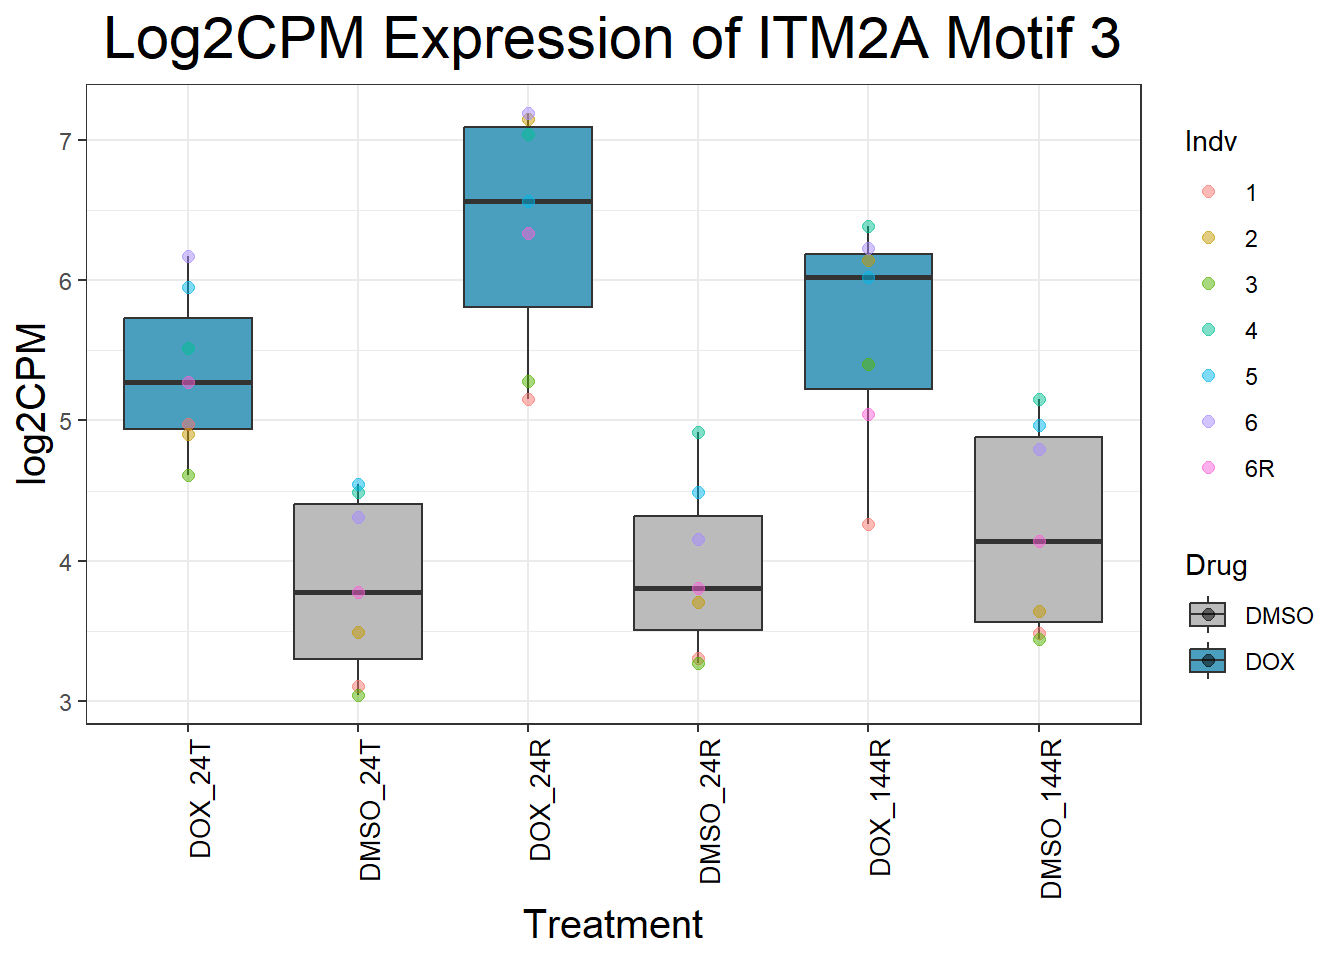 Log2CPM Expression of ITM2A Motif 3
log2CPM
7
6
5
4
3
DOX_24T
DMSO_24T
DOX_24R
DMSO_24R
DOX_144R
DMSO_144R
Treatment
Indv
1
2
3
4
5
6
6R
Drug
DMSO
DOX